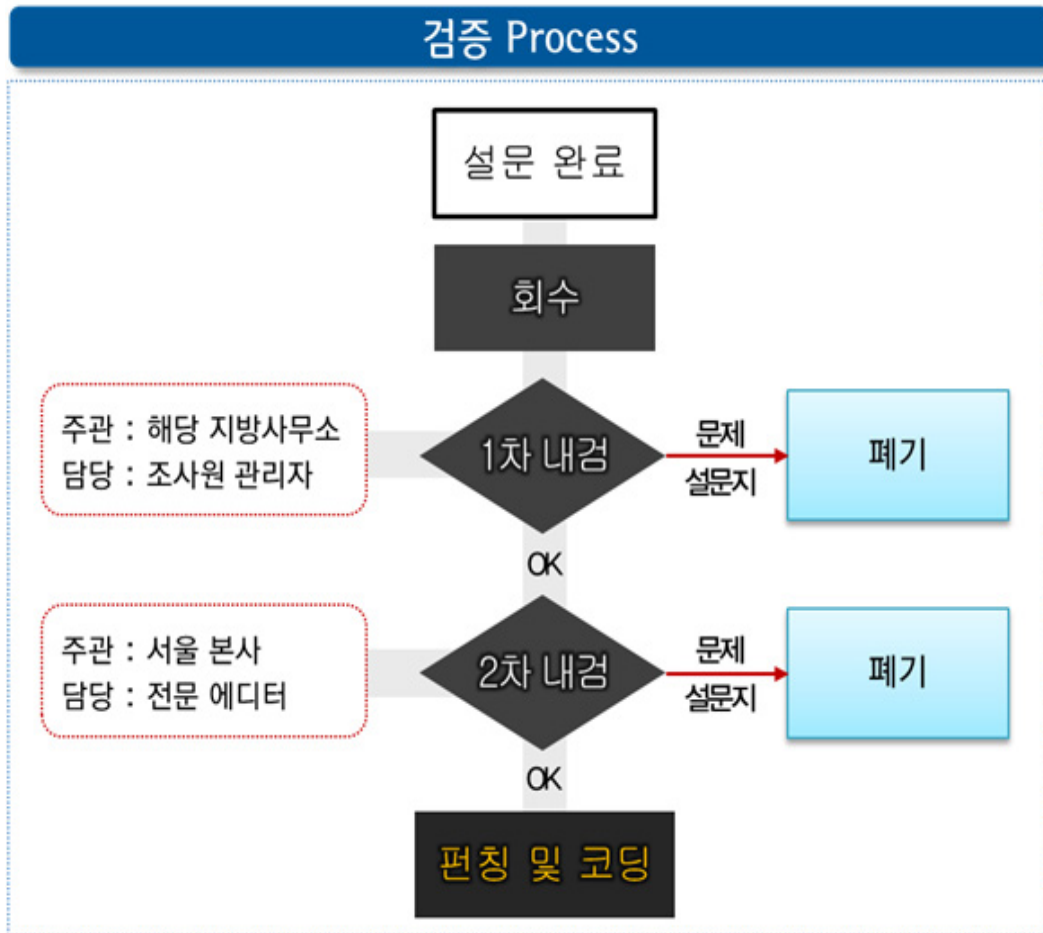 검증 Process
설문 완료
회수
주관 : 해당 지방사무소
담당 : 조사원 관리자
1차 내검
문제
설문지
폐기
OK
주관 : 서울 본사
담당 : 전문 에디터
2차 내검
문제
설문지
폐기
OK
펀칭 및 코딩